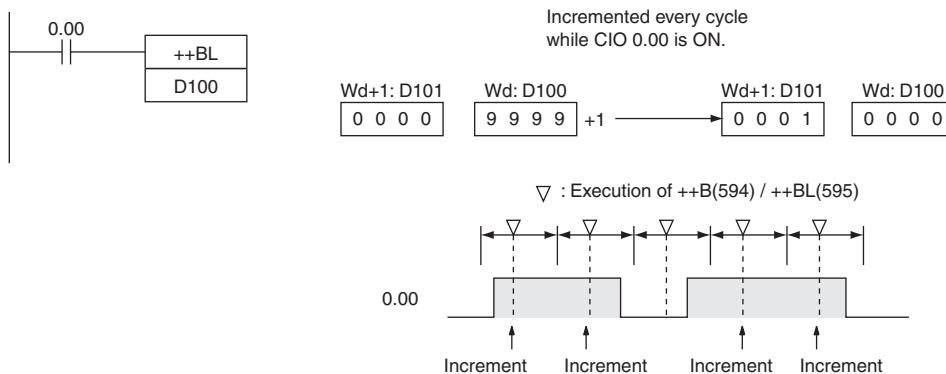 0.00
++BL
D100
Incremented every cycle
while CIO 0.00 is ON.
Wd+1: D101 Wd: D100 Wd+1: D101 Wd: D100
0 0 0 0 9 9 9 9 +1 0 0 0 1 0 0 0 0
▽ : Execution of ++B(594) / ++BL(595)
0.00
Increment Increment Increment Increment